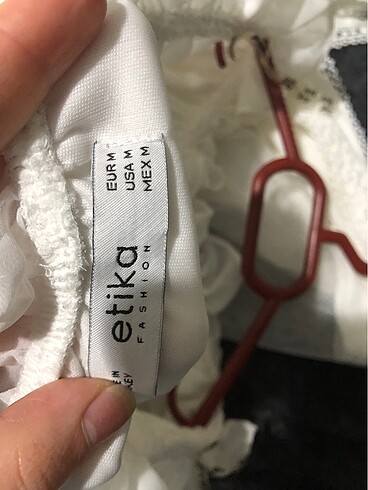 EUR M
USA M
MEX M
etika
FASHION